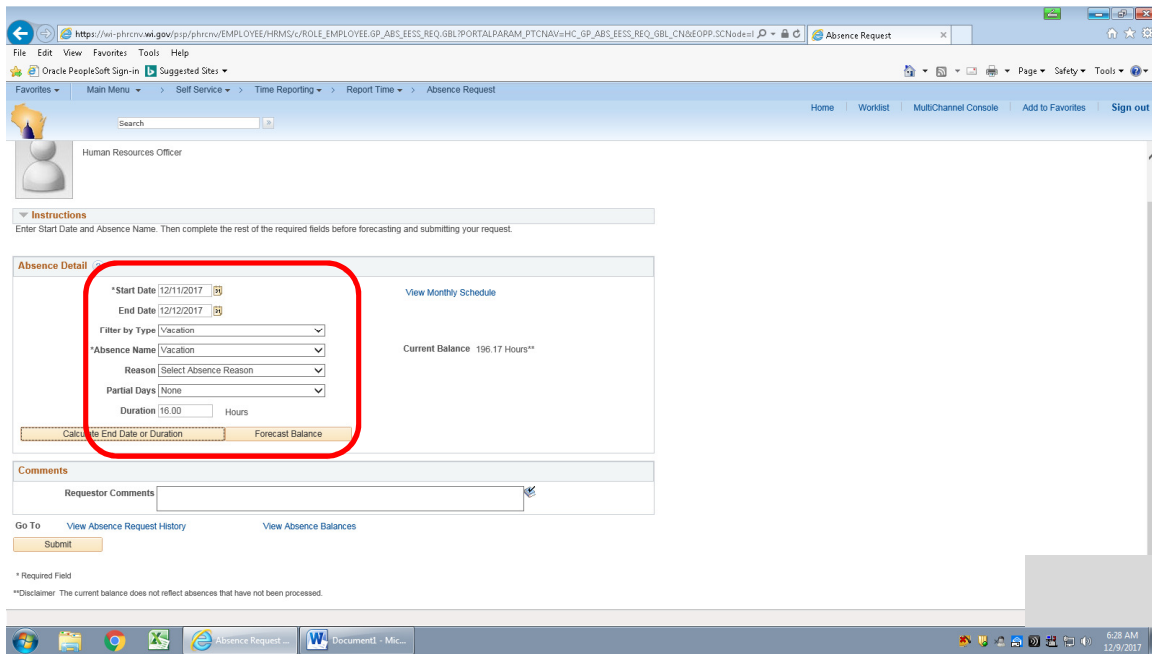 https://wi-phrcnv.wi.gov/psp/phrcnv/EMPLOYEE/HRMS/c/ROLE_EMPLOYEE.GP_ABS_EESS_REQ.GBL?PORTALPARAM_PTCNAV=HC_GP_ABS_EESS_REQ_GBL_CN&EOPP.SCNode=l
Absence Request
File Edit View Favorites Tools Help
Oracle PeopleSoft Sign-in Suggested Sites
Page Safety Tools
Favorites Main Menu > Self Service > Time Reporting > Report Time > Absence Request
Home Worklist MultiChannel Console Add to Favorites Sign out
Search
Human Resources Officer
Instructions
Enter Start Date and Absence Name. Then complete the rest of the required fields before forecasting and submitting your request.
Absence Detail
*Start Date 12/11/2017 View Monthly Schedule
End Date 12/12/2017
Filter by Type Vacation
*Absence Name Vacation Current Balance 196.17 Hours**
Reason Select Absence Reason
Partial Days None
Duration 16.00 Hours
Calculate End Date or Duration Forecast Balance
Comments
Requestor Comments
Go To View Absence Request History View Absence Balances
Submit
* Required Field
**Disclaimer The current balance does not reflect absences that have not been processed.
Absence Request ... Document1 - Mic...
6:28 AM
12/9/2017